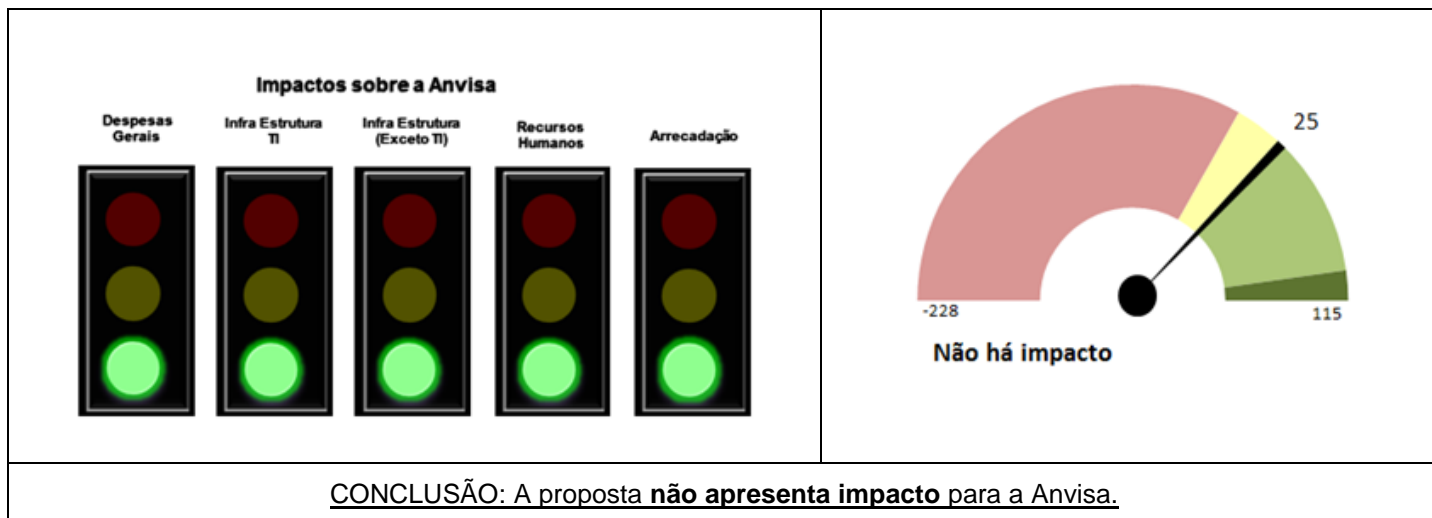 Impactos sobre a Anvisa
Despesas
Gerais
Infra Estrutura
TI
Infra Estrutura
(Exceto TI)
Recursos
Humanos
Arrecadação
25
-228
115
Não há impacto
CONCLUSÃO: A proposta não apresenta impacto para a Anvisa.